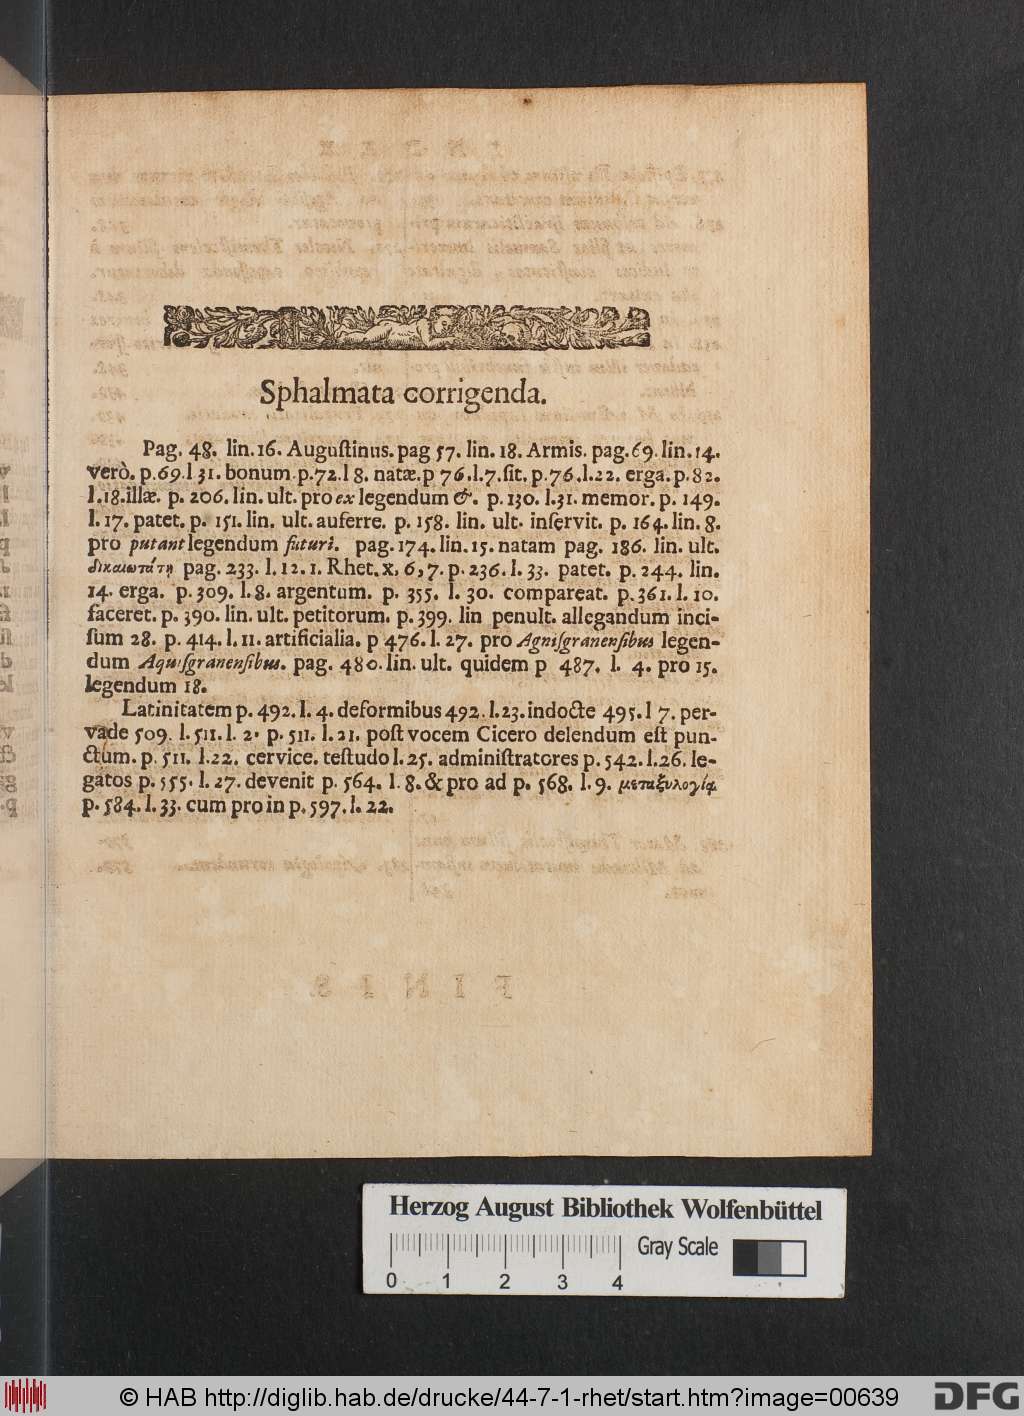 Sphalmata corrigenda.
Pag. 48. lin. 16. Auguſtinus. pag 57. lin. 18. Armis. pag. 69. lin. 14.
verò. p. 69. l 31. bonum. p. 72. l 8. natæ. p 76. l. 7. ſit. p. 76. l. 22. erga. p. 82.
l. 18. illæ. p. 206. lin. ult. pro ex legendum &. p. 130. l. 31. memor. p. 149.
l. 17. patet. p. 151. lin. ult. auferre. p. 158. lin. ult. inſervit. p. 164. lin. 8.
pro putant legendum futuri. pag. 174. lin. 15. natam pag. 186. lin. ult.
δικαιωτάτη pag. 233. l. 12. 1. Rhet. x, 6, 7. p. 236. l. 33. patet. p. 244. lin.
14. erga. p. 309. l. 8. argentum. p. 355. l. 30. compareat. p. 361. l. 10.
faceret. p. 390. lin. ult. petitorum. p. 399. lin penult. allegandum inci-
ſum 28. p. 414. l. 11. artificialia. p 476. l. 27. pro Agniſgranenſibus legen-
dum Aquiſgranenſibus. pag. 480. lin. ult. quidem p 487. l. 4. pro 15.
legendum 18.
Latinitatem p. 492. l. 4. deformibus 492. l. 23. indocte 495. l 7. per-
vade 509. l. 511. l. 2. p. 511. l. 21. poſt vocem Cicero delendum eſt pun-
ctum. p. 511. l. 22. cervice. teſtudo l. 25. adminiſtratores p. 542. l. 26. le-
gatos p. 555. l. 27. devenit p. 564. l. 8. & pro ad p. 568. l. 9. μεταξυλογίᾳ
p. 584. l. 33. cum pro in p. 597. l. 22.
Herzog August Bibliothek Wolfenbüttel
Gray Scale
0 1 2 3 4
© HAB http://diglib.hab.de/drucke/44-7-1-rhet/start.htm?image=00639
DFG